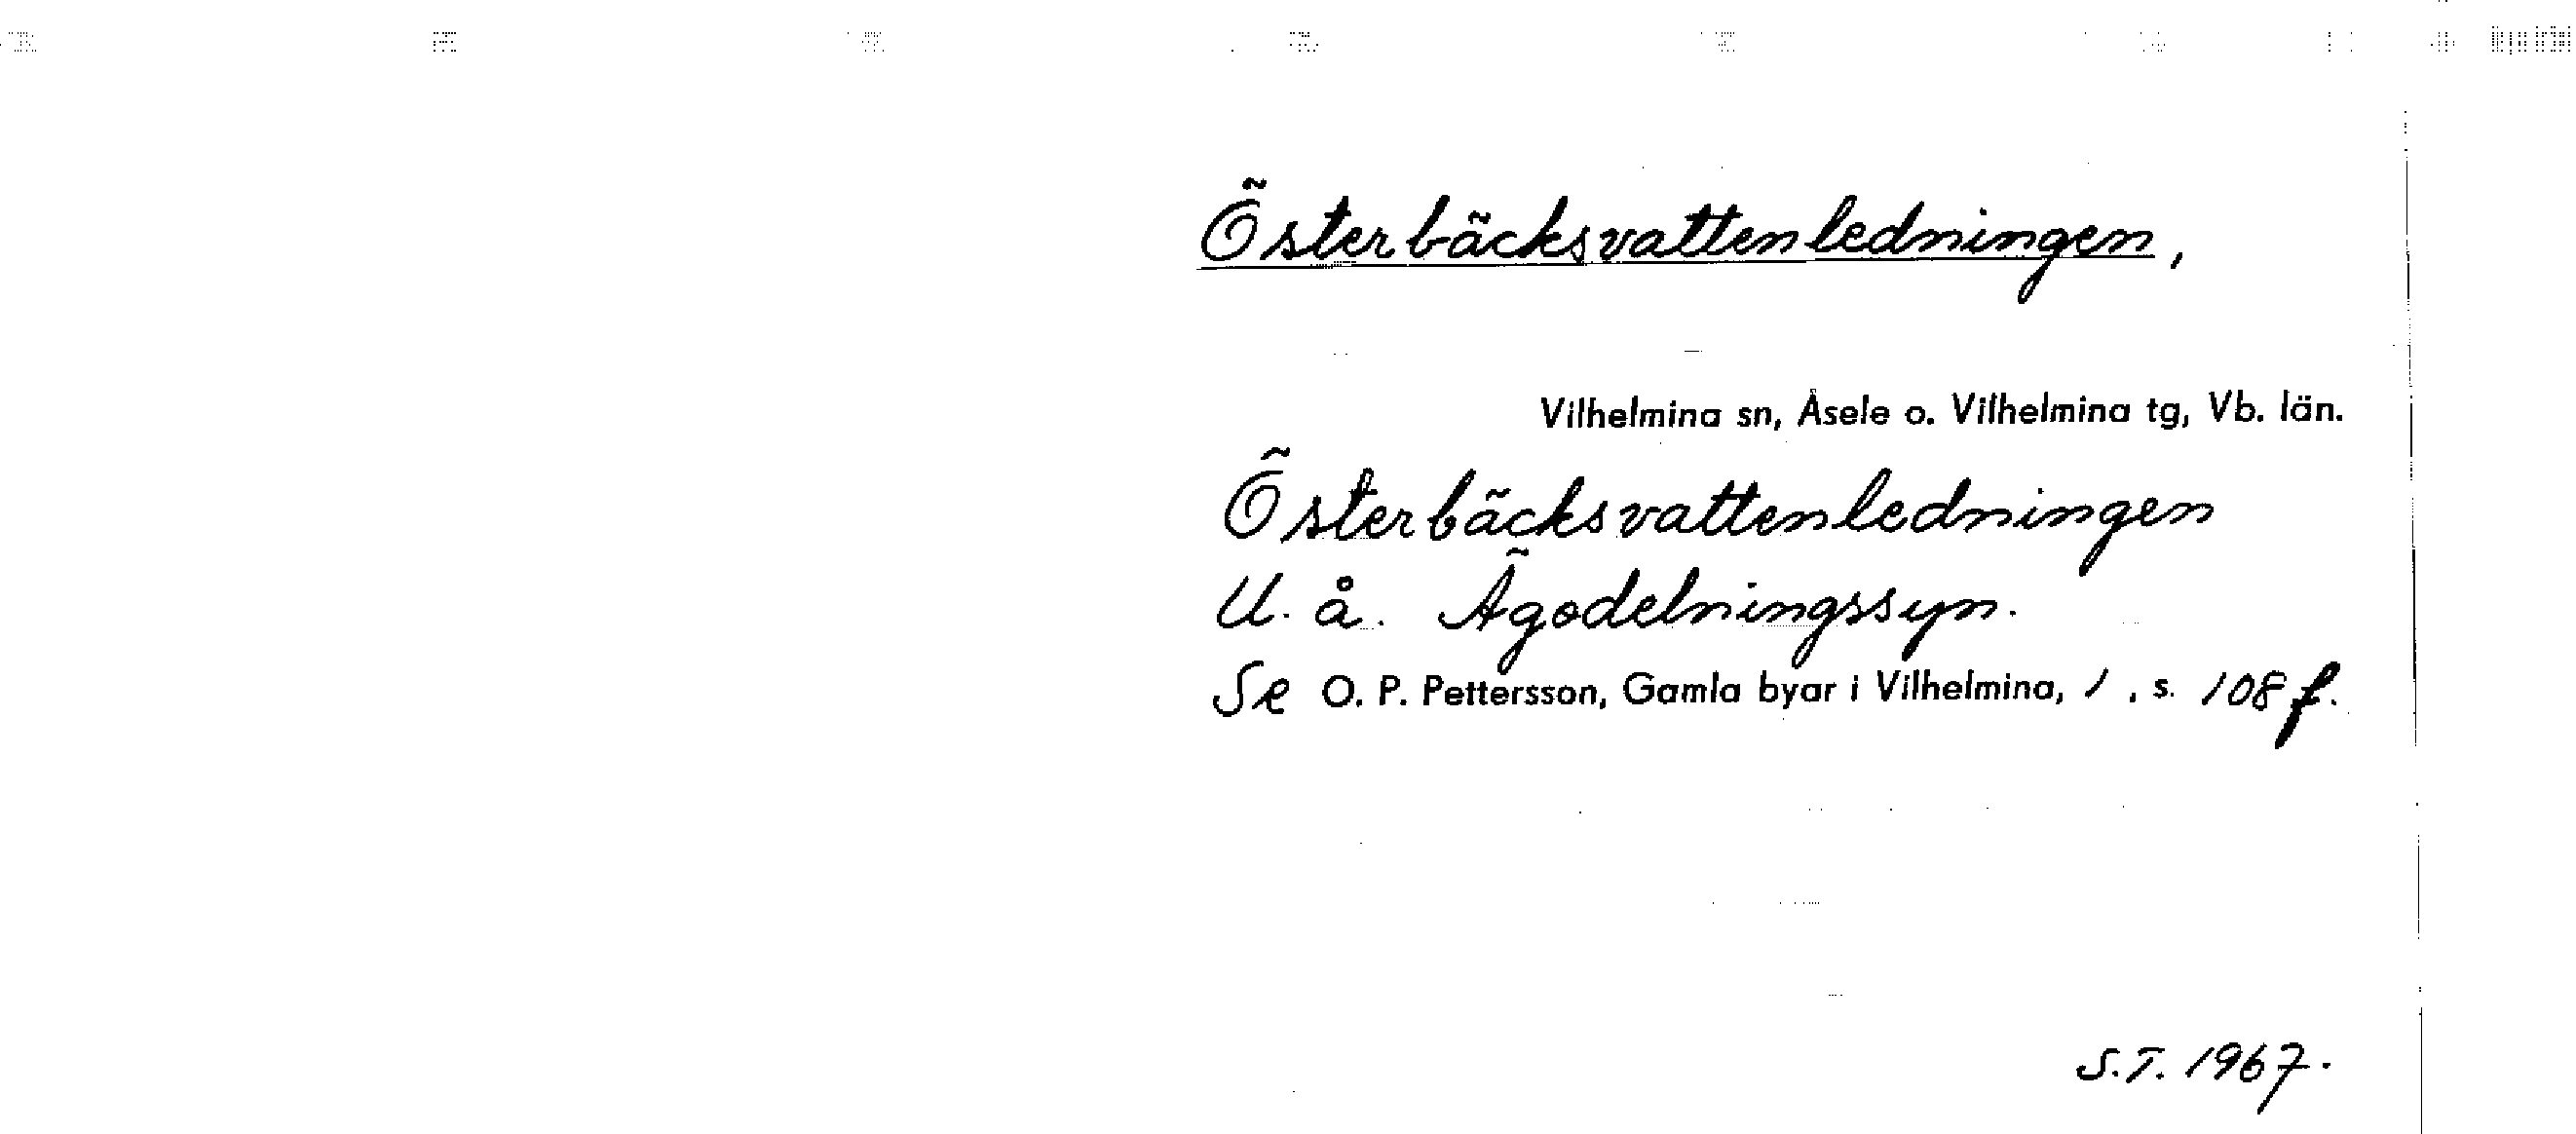 Österbäcksvattenledningen,
Vilhelmina sn, Åsele o. Vilhelmina tg, Vb. län.
Österbäcksvattenledningen
U. å. Ägodelningssyn.
Se O. P. Pettersson, Gamla byar i Vilhelmina, 1, s. 108 f.
S.T. 1967.